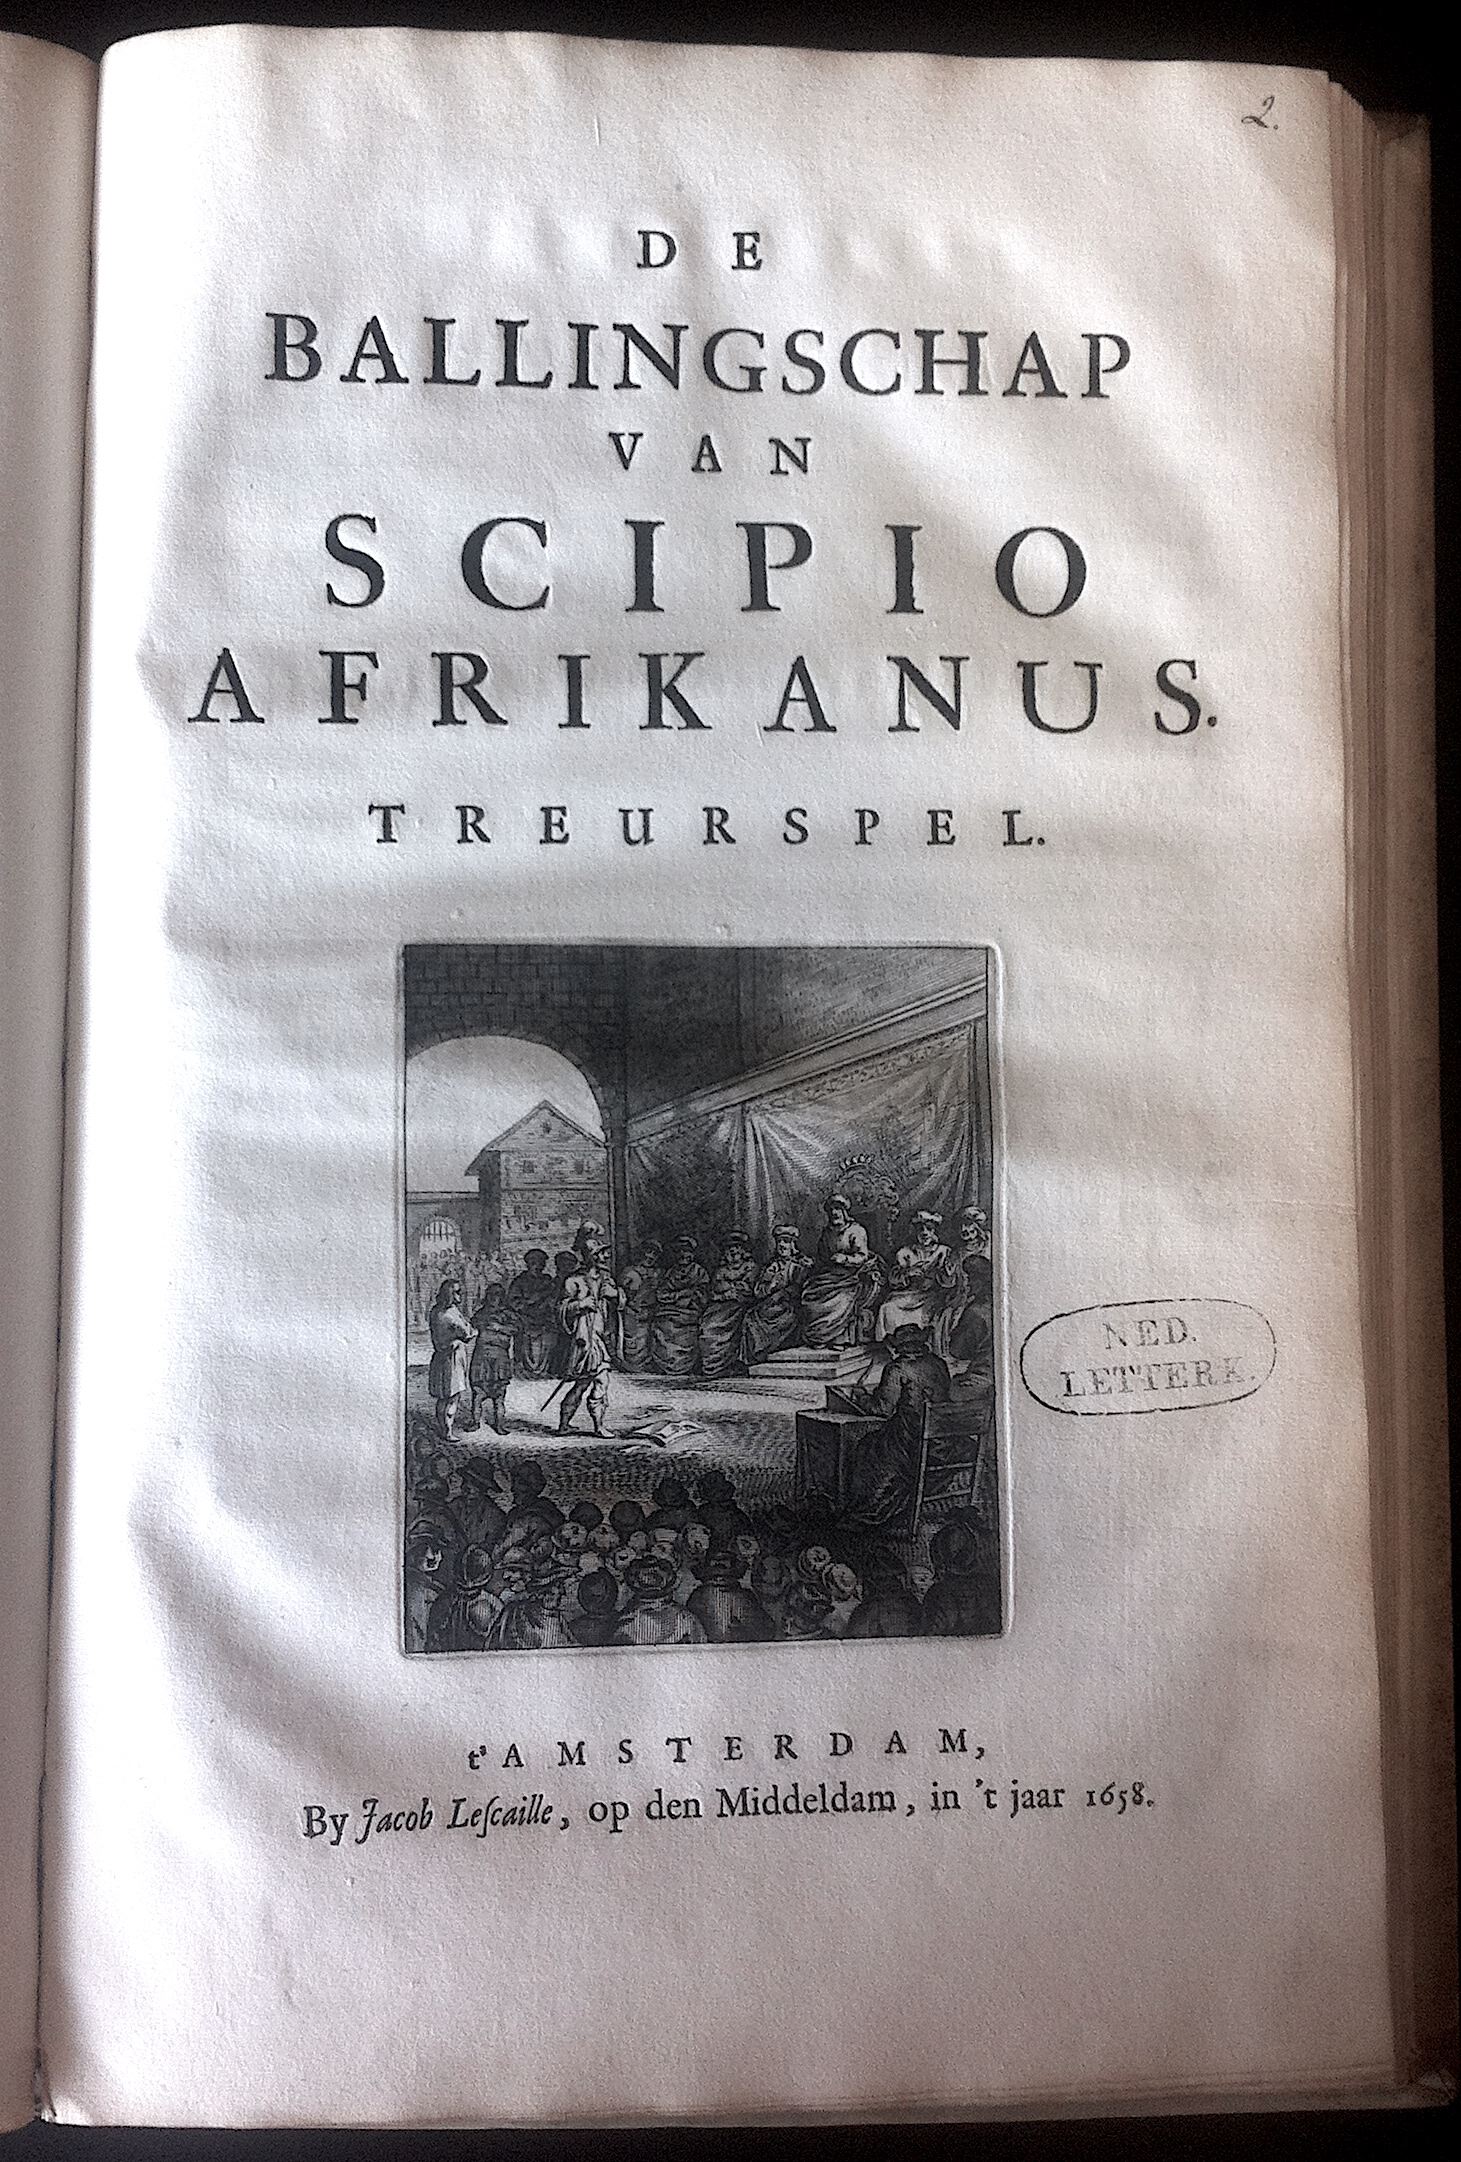 2.
DE
BALLINGSCHAP
VAN
SCIPIO
AFRIKANUS.
TREURSPEL.
NED.
LETTERK.
t'AMSTERDAM,
By Jacob Leſcaille, op den Middeldam, in 't jaar 1658.